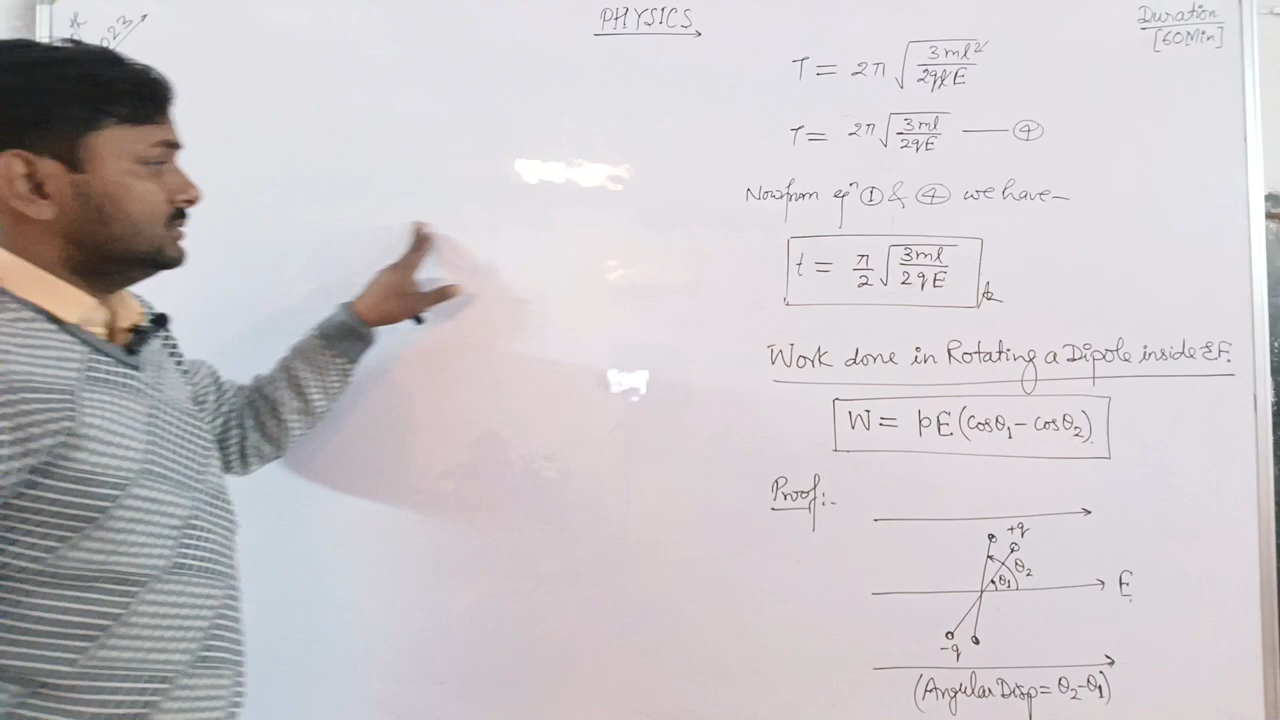 023
PHYSICS
Duration
[60Min]
T = 2π √(3ml²/2qlE)
T = 2π √(3ml/2qE) — ④
Now from eqⁿ ① & ④ we have—
t = π/2 √(3ml/2qE)
Work done in Rotating a Dipole inside E.F.
W = pE(cosθ₁ - cosθ₂)
Proof:-
+q
θ₂
θ₁
E
-q
(Angular Disp = θ₂-θ₁)